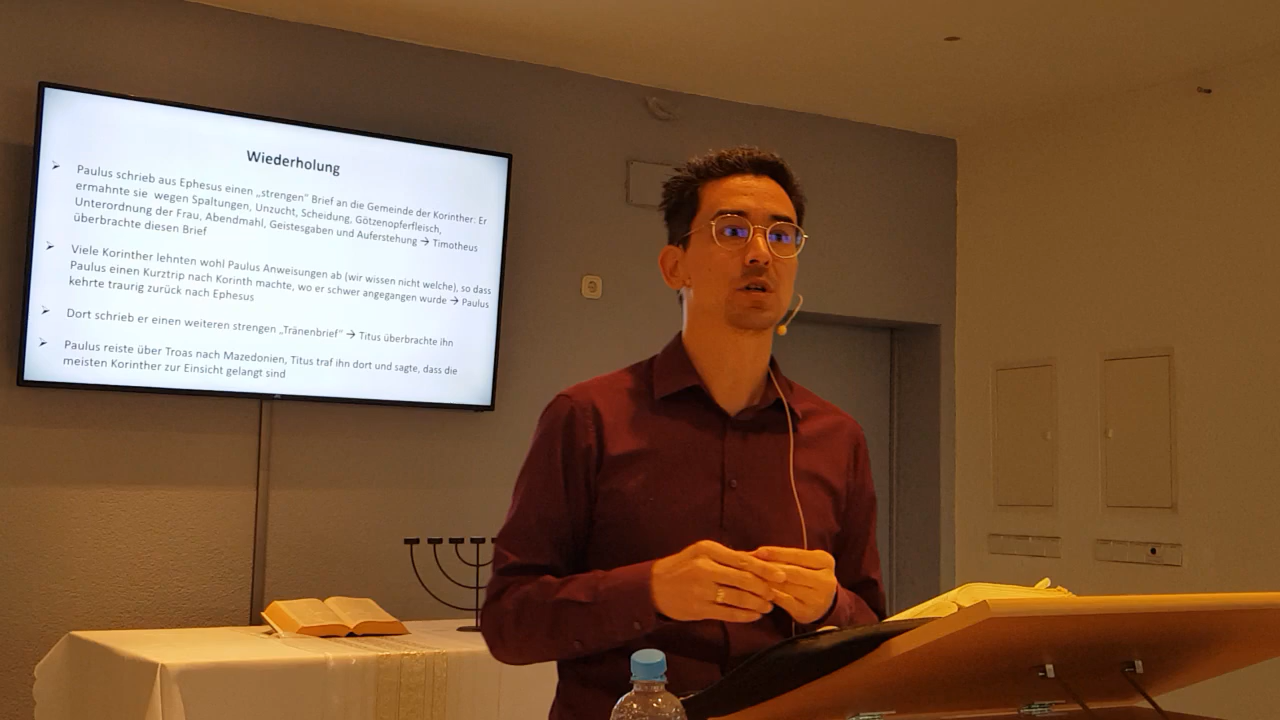 Wiederholung
Paulus schrieb aus Ephesus einen „strengen" Brief an die Gemeinde der Korinther. Er
ermahnte sie wegen Spaltungen, Unzucht, Scheidung, Götzenopferfleisch,
Unterordnung der Frau, Abendmahl, Geistesgaben und Auferstehung → Timotheus
überbrachte diesen Brief
Viele Korinther lehnten wohl Paulus Anweisungen ab (wir wissen nicht welche), so dass
Paulus einen Kurztrip nach Korinth machte, wo er schwer angegangen wurde → Paulus
kehrte traurig zurück nach Ephesus
Dort schrieb er einen weiteren strengen „Tränenbrief" → Titus überbrachte ihn
Paulus reiste über Troas nach Mazedonien, Titus traf ihn dort und sagte, dass die
meisten Korinther zur Einsicht gelangt sind